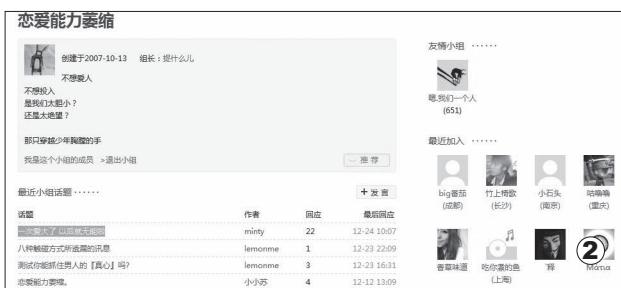 恋爱能力萎缩
创建于2007-10-13 组长：提什么儿
不想爱人
不想投入
是我们太胆小？
还是太绝望？
那只穿越少年胸膛的手
我是这个小组的成员 >退出小组
推荐
最近小组话题 · · · · · ·
+发言
话题 作者 回应 最后回应
一次爱大了 以后就无能啦 minty 22 12-24 10:07
八种触碰方式所透漏的讯息 lemonme 1 12-23 22:09
测试你能抓住男人的『真心』吗? lemonme 3 12-23 16:31
恋爱能力萎缩。 小小苏 4 12-12 13:09
友情小组 · · · · · ·
嗯.我们一个人
(651)
最近加入 · · · · · ·
big番茄 竹上椅歌 小石头 咕噜噜
(成都) (长沙) (南京) (重庆)
香草味道 吃你素的鱼 释 Matia
(上海)
②